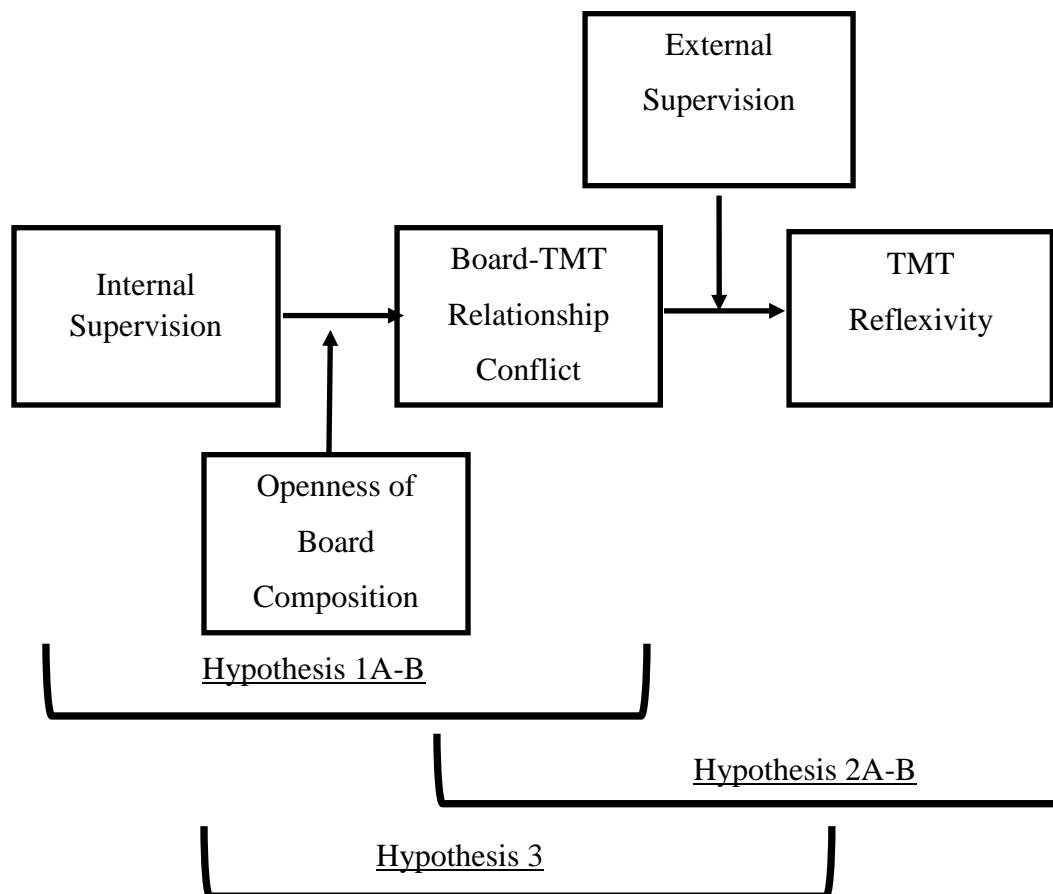 External
Supervision
Internal
Supervision
Board-TMT
Relationship
Conflict
TMT
Reflexivity
Openness of
Board
Composition
Hypothesis 1A-B
Hypothesis 2A-B
Hypothesis 3